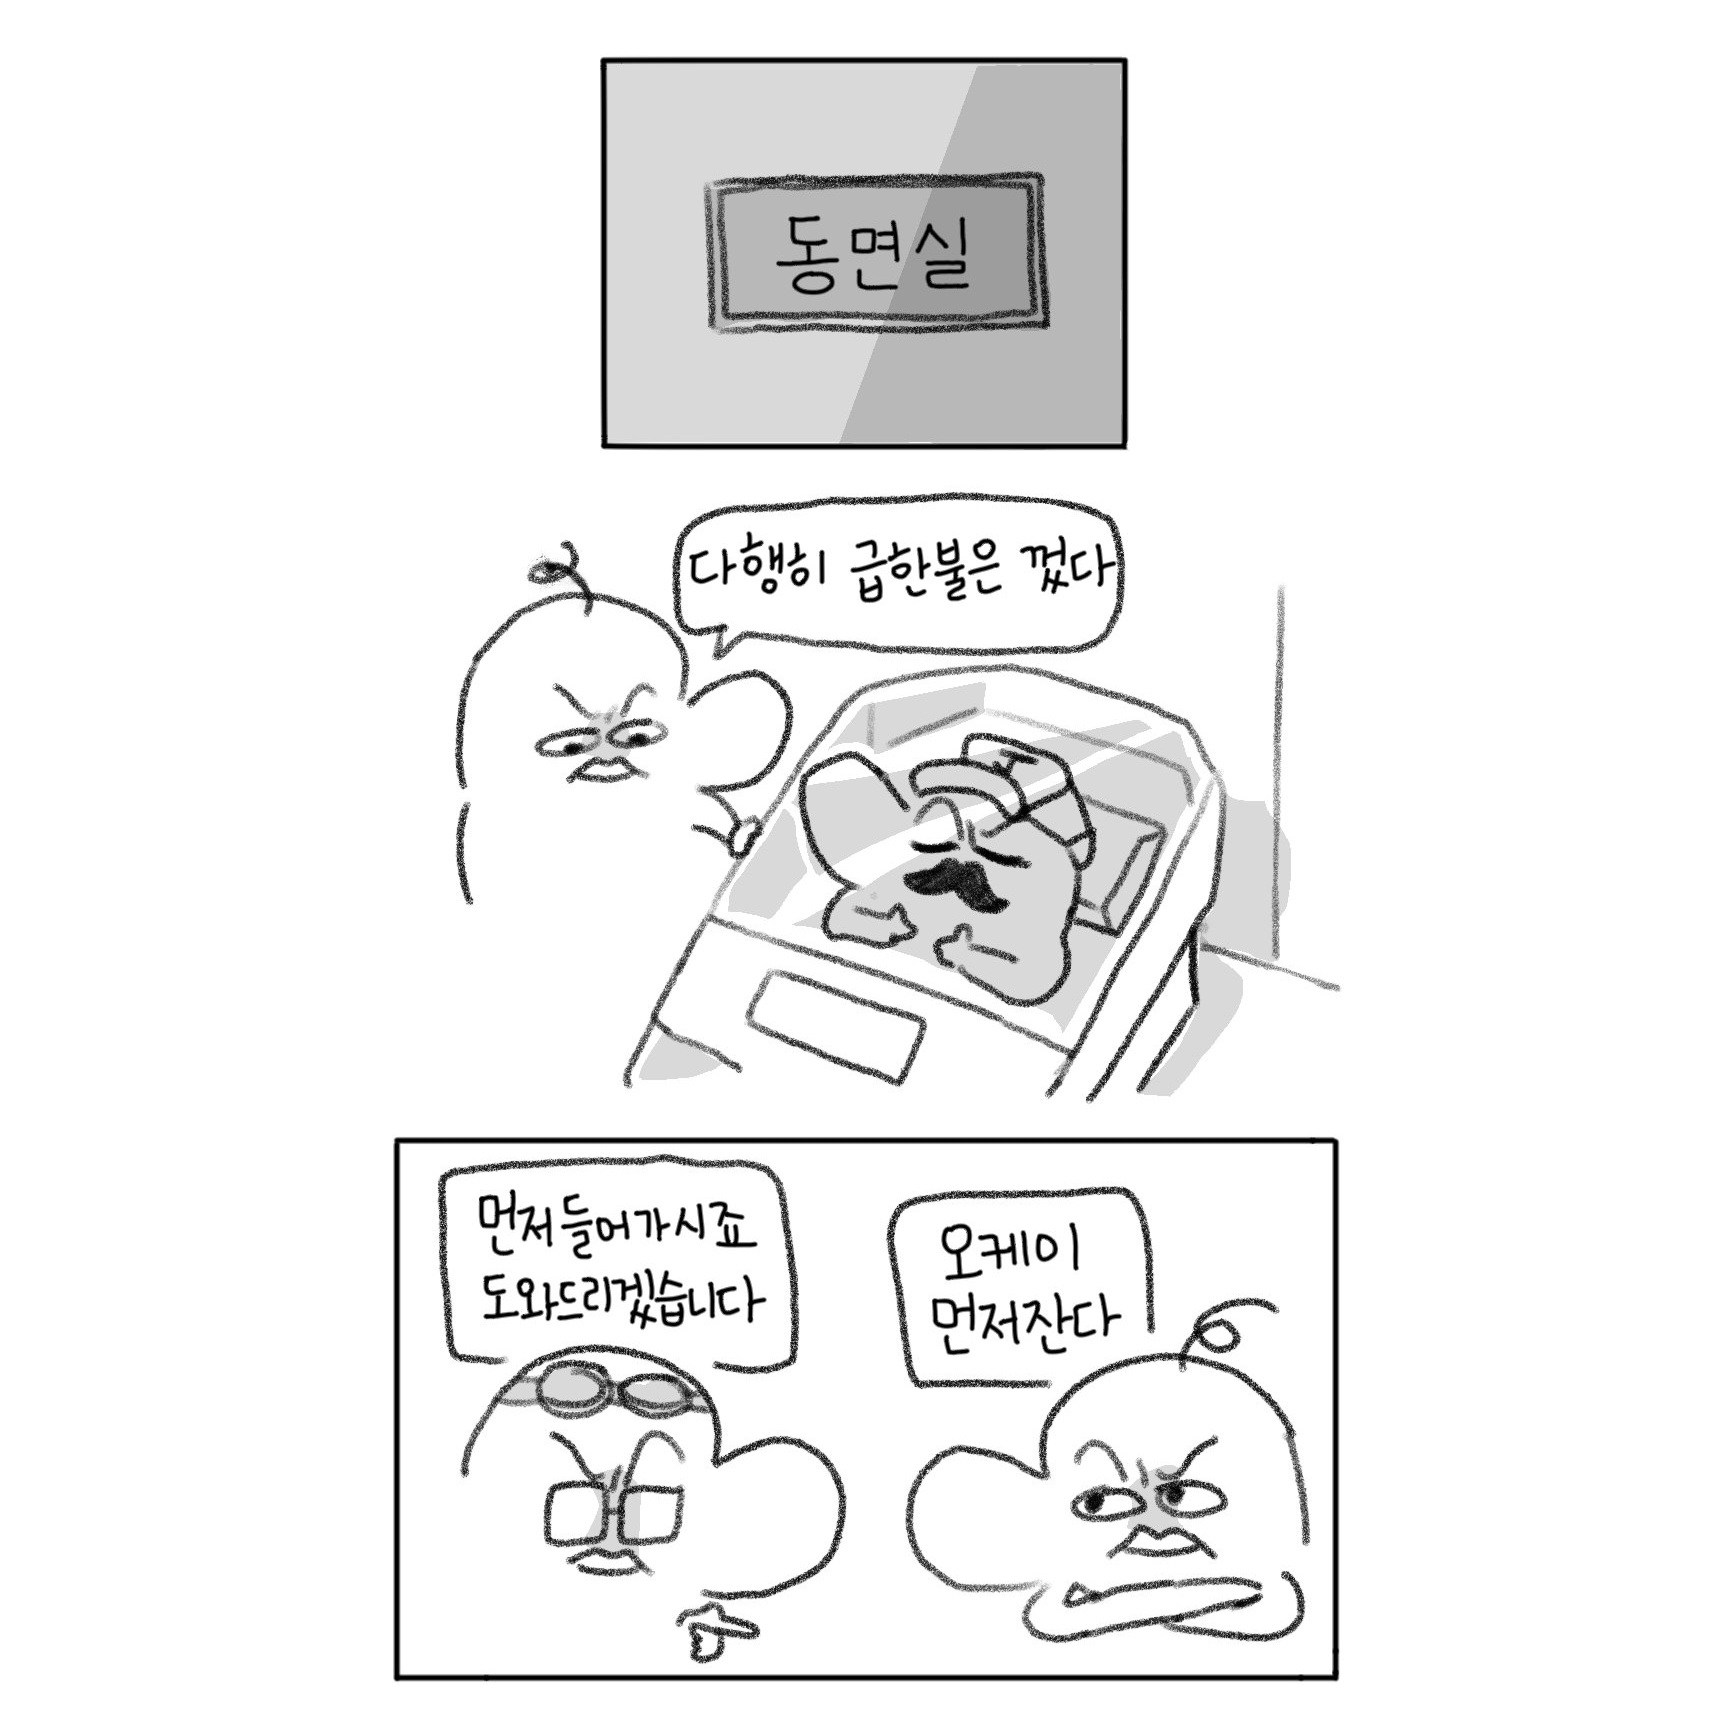 동면실
다행히 급한불은 껐다
먼저들어가시죠
도와드리겠습니다
오케이
먼저잔다